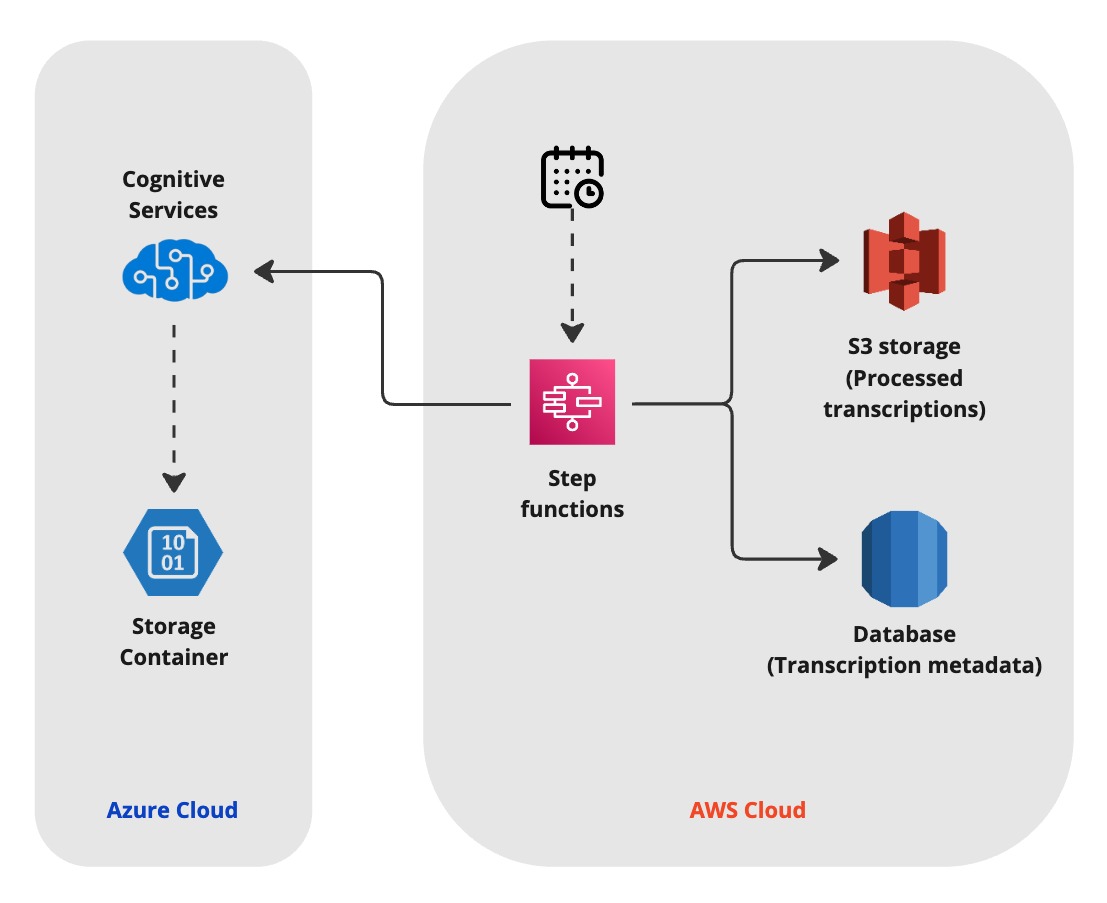 Cognitive
Services
10
01
Storage
Container
Azure Cloud
Step
functions
S3 storage
(Processed
transcriptions)
Database
(Transcription metadata)
AWS Cloud